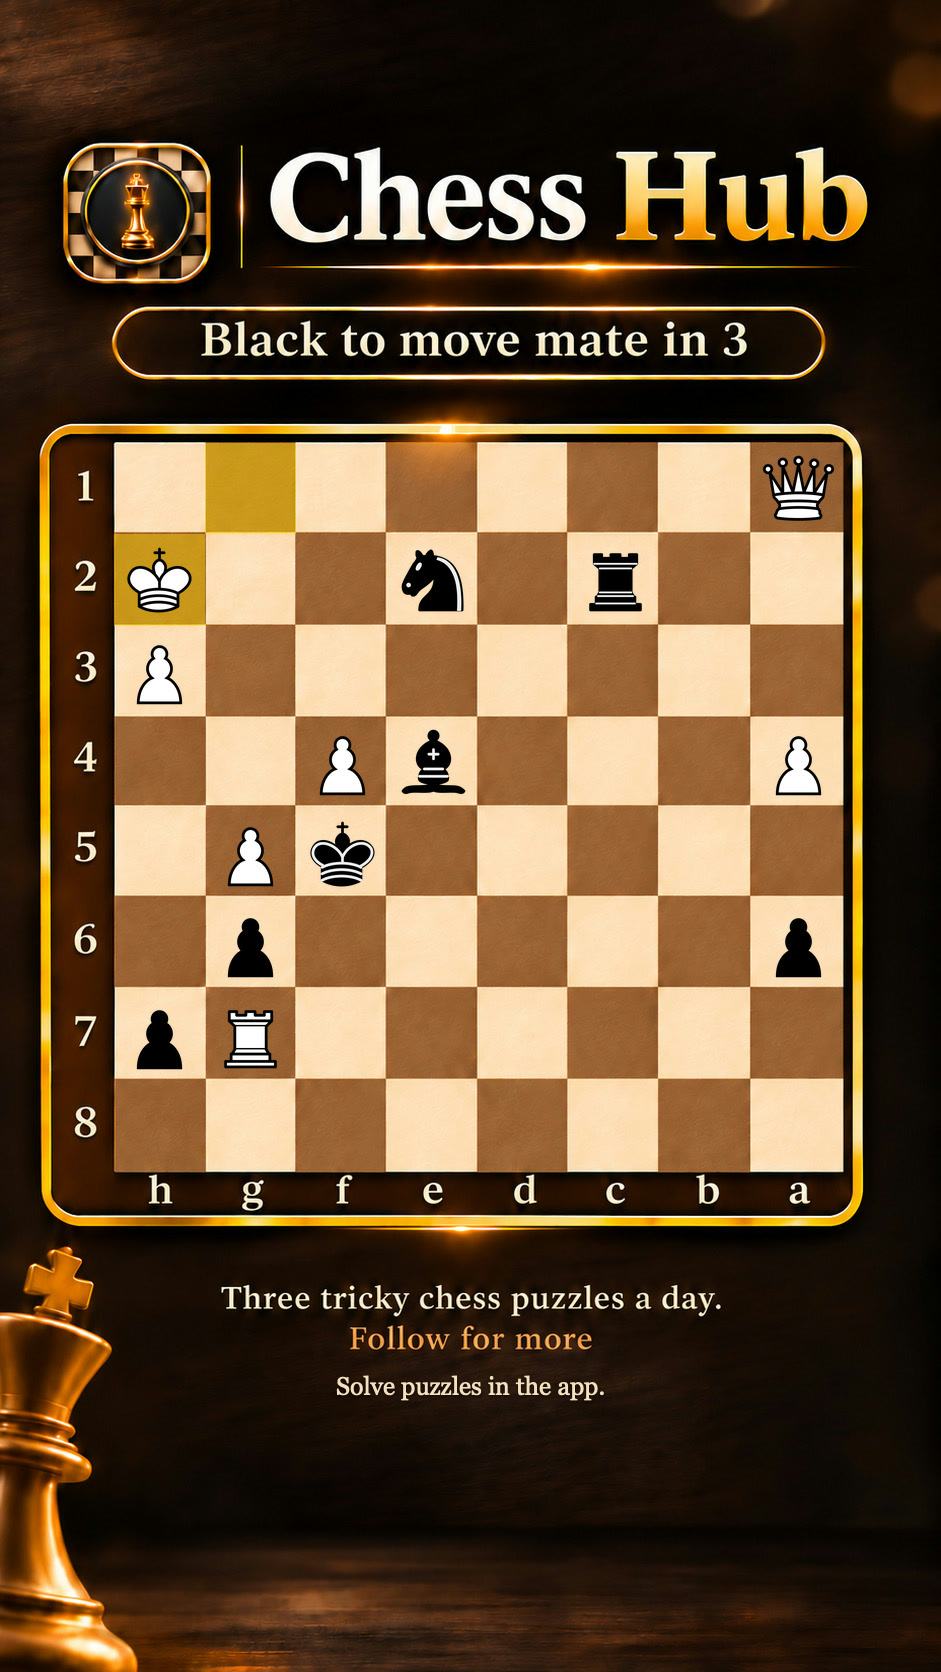 Chess Hub
Black to move mate in 3
1
2
3
4
5
6
7
8
h g f e d c b a
Three tricky chess puzzles a day.
Follow for more
Solve puzzles in the app.